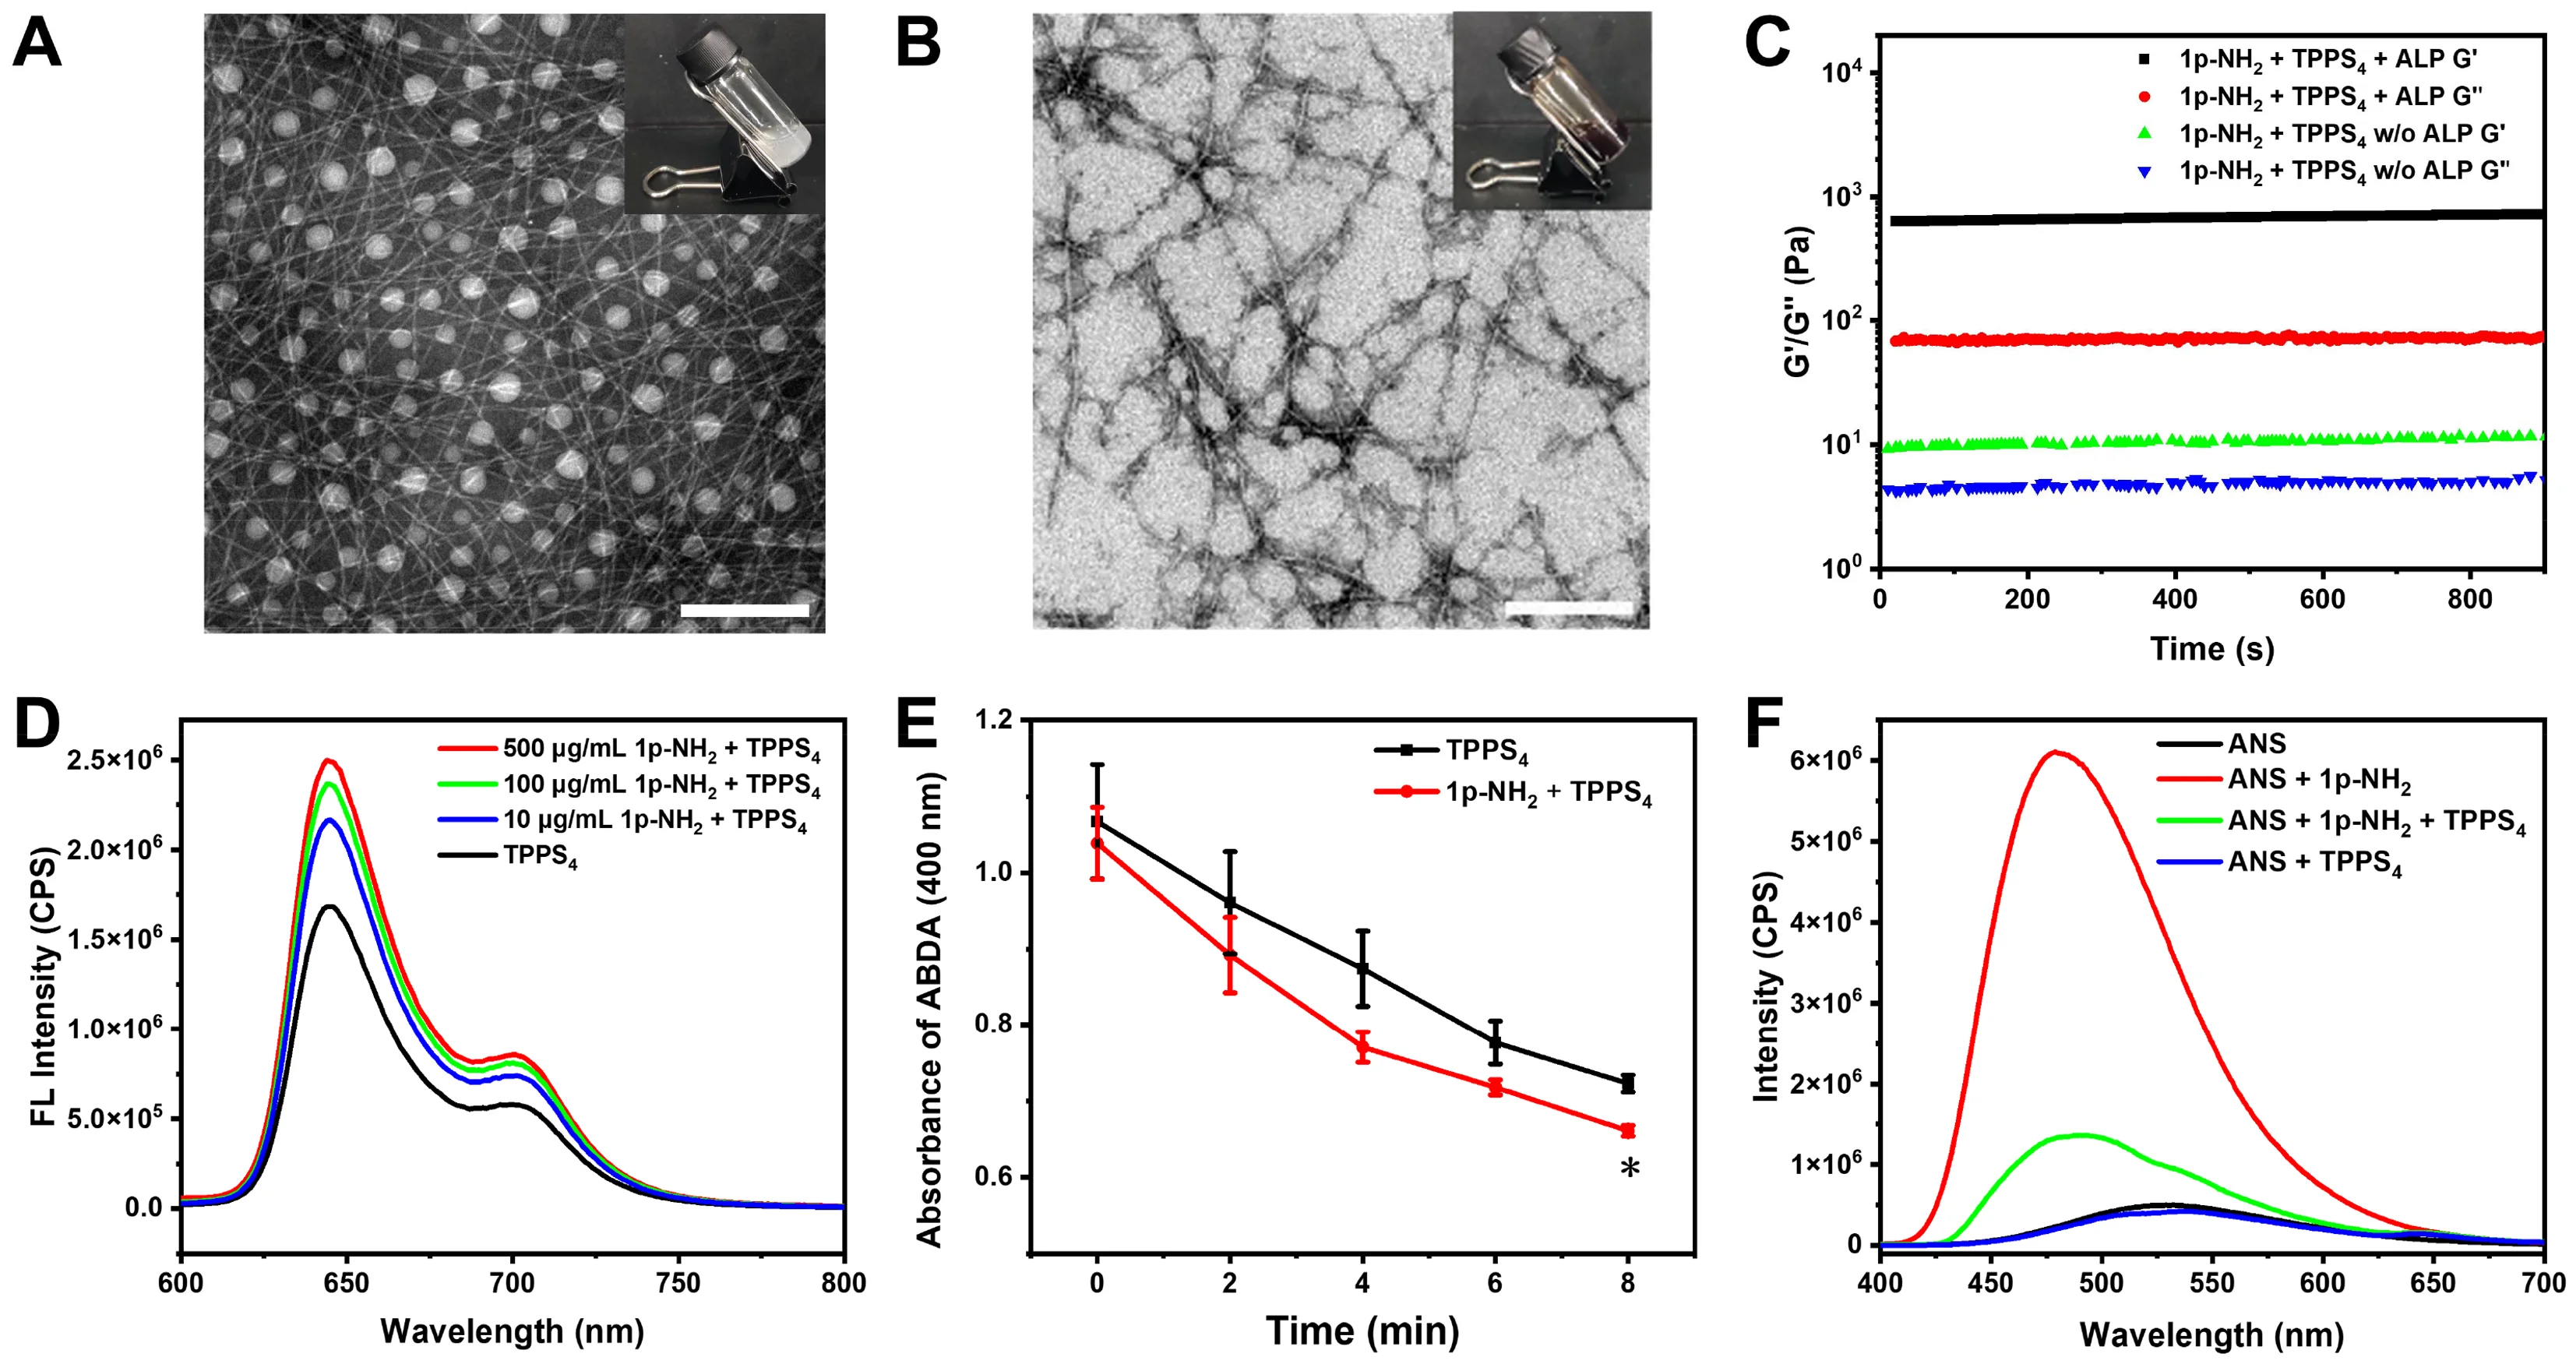 A
B
C
1p-NH₂ + TPPS₄ + ALP G'
1p-NH₂ + TPPS₄ + ALP G"
1p-NH₂ + TPPS₄ w/o ALP G'
1p-NH₂ + TPPS₄ w/o ALP G"
10⁴
10³
10²
10¹
10⁰
G'/G" (Pa)
0 200 400 600 800
Time (s)
D
500 µg/mL 1p-NH₂ + TPPS₄
100 µg/mL 1p-NH₂ + TPPS₄
10 µg/mL 1p-NH₂ + TPPS₄
TPPS₄
2.5×10⁶
2.0×10⁶
1.5×10⁶
1.0×10⁶
5.0×10⁵
0.0
FL Intensity (CPS)
600 650 700 750 800
Wavelength (nm)
E
TPPS₄
1p-NH₂ + TPPS₄
1.2
1.0
0.8
0.6
*
Absorbance of ABDA (400 nm)
0 2 4 6 8
Time (min)
F
ANS
ANS + 1p-NH₂
ANS + 1p-NH₂ + TPPS₄
ANS + TPPS₄
6×10⁶
5×10⁶
4×10⁶
3×10⁶
2×10⁶
1×10⁶
0
Intensity (CPS)
400 450 500 550 600 650 700
Wavelength (nm)